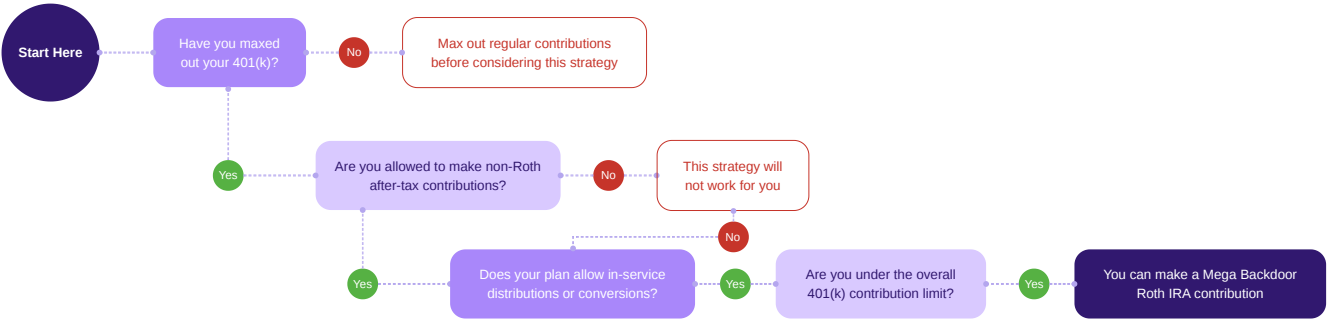 Start Here
Have you maxed
out your 401(k)?
No
Max out regular contributions
before considering this strategy
Yes
Are you allowed to make non-Roth
after-tax contributions?
No
This strategy will
not work for you
No
Yes
Does your plan allow in-service
distributions or conversions?
Yes
Are you under the overall
401(k) contribution limit?
Yes
You can make a Mega Backdoor
Roth IRA contribution